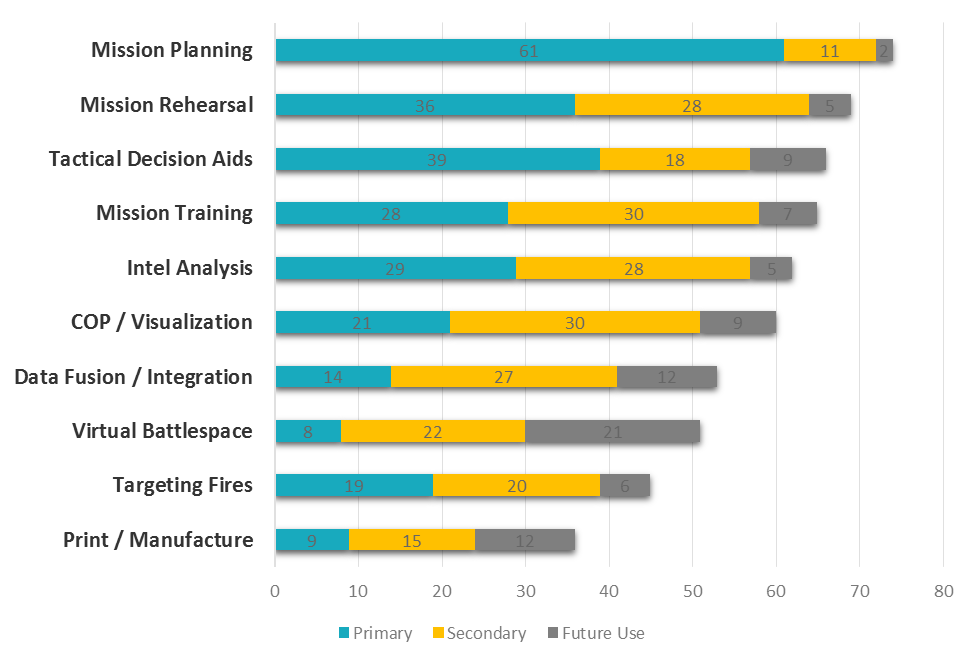 Mission Planning 61 11 2
Mission Rehearsal 36 28 5
Tactical Decision Aids 39 18 9
Mission Training 28 30 7
Intel Analysis 29 28 5
COP / Visualization 21 30 9
Data Fusion / Integration 14 27 12
Virtual Battlespace 8 22 21
Targeting Fires 19 20 6
Print / Manufacture 9 15 12
0 10 20 30 40 50 60 70 80
Primary Secondary Future Use